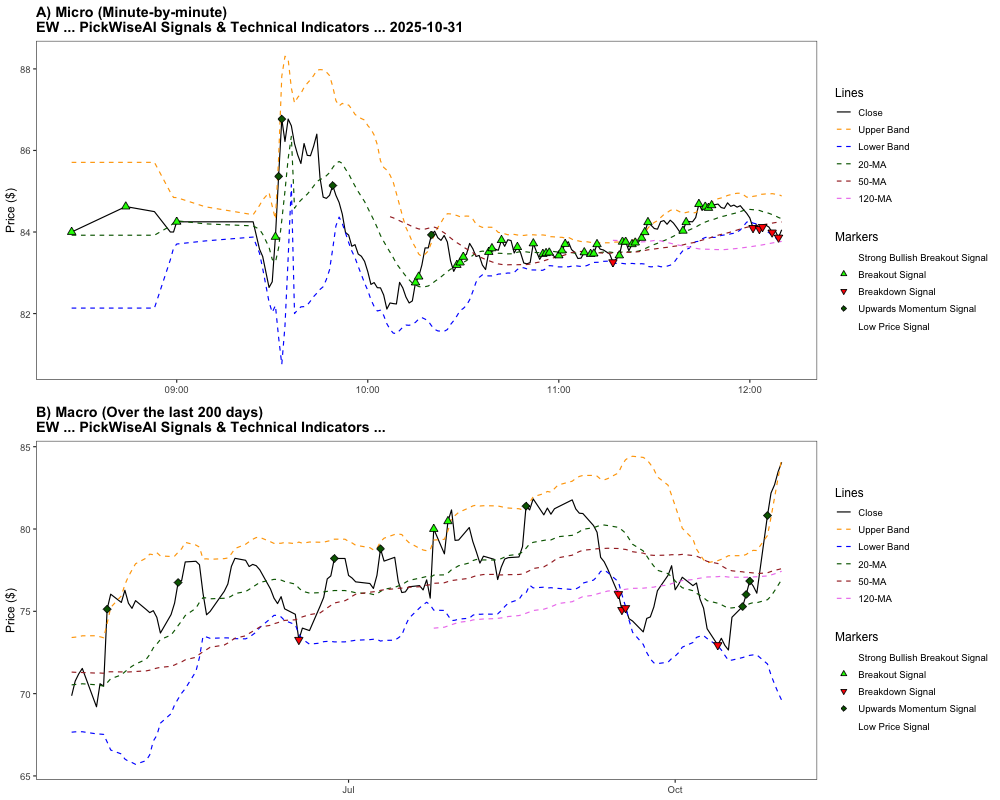 A) Micro (Minute-by-minute)
EW ... PickWiseAI Signals & Technical Indicators ... 2025-10-31
Price ($)
88
86
84
82
09:00
10:00
11:00
12:00
Lines
Close
Upper Band
Lower Band
20-MA
50-MA
120-MA
Markers
Strong Bullish Breakout Signal
Breakout Signal
Breakdown Signal
Upwards Momentum Signal
Low Price Signal
B) Macro (Over the last 200 days)
EW ... PickWiseAI Signals & Technical Indicators ...
Price ($)
85
80
75
70
65
Jul
Oct
Lines
Close
Upper Band
Lower Band
20-MA
50-MA
120-MA
Markers
Strong Bullish Breakout Signal
Breakout Signal
Breakdown Signal
Upwards Momentum Signal
Low Price Signal